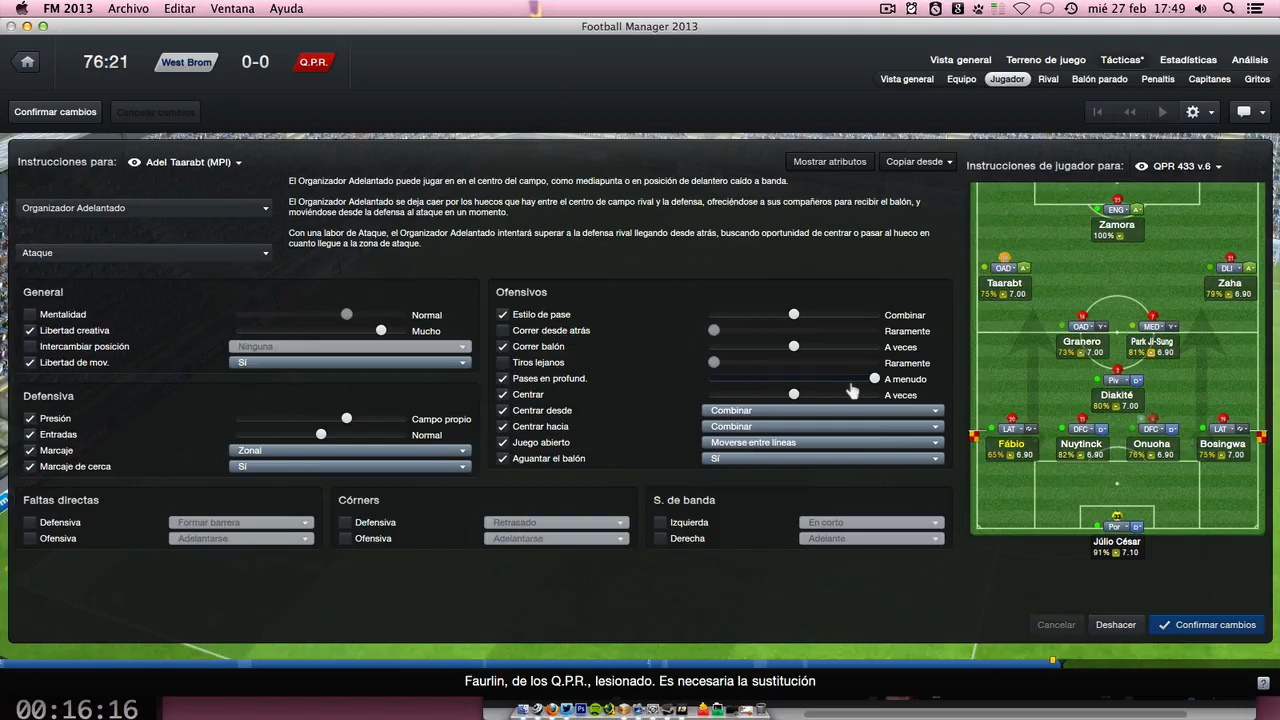 FM 2013 Archivo Editar Ventana Ayuda mié 27 feb 17:49
Football Manager 2013
76:21 West Brom 0-0 Q.P.R.
Vista general Terreno de juego Tácticas* Estadísticas Análisis
Vista general Equipo Jugador Rival Balón parado Penaltis Capitanes Gritos
Confirmar cambios Cancelar cambios
Instrucciones para: Adel Taarabt (MPI)
Mostrar atributos Copiar desde
Instrucciones de jugador para: QPR 433 v.6
Organizador Adelantado
Ataque
El Organizador Adelantado puede jugar en en el centro del campo, como mediapunta o en posición de delantero caído a banda.
El Organizador Adelantado se deja caer por los huecos que hay entre el centro de campo rival y la defensa, ofreciéndose a sus compañeros para recibir el balón, y
moviéndose desde la defensa al ataque en un momento.
Con una labor de Ataque, el Organizador Adelantado intentará superar a la defensa rival llegando desde atrás, buscando oportunidad de centrar o pasar al hueco en
cuanto llegue a la zona de ataque.
General
Mentalidad Normal
Libertad creativa Mucho
Intercambiar posición Ninguna
Libertad de mov. Sí
Defensiva
Presión Campo propio
Entradas Normal
Marcaje Zonal
Marcaje de cerca Sí
Ofensivos
Estilo de pase Combinar
Correr desde atrás Raramente
Correr balón A veces
Tiros lejanos Raramente
Pases en profund. A menudo
Centrar A veces
Centrar desde Combinar
Centrar hacia Combinar
Juego abierto Moverse entre líneas
Aguantar el balón Sí
Faltas directas
Defensiva Formar barrera
Ofensiva Adelantarse
Córners
Defensiva Retrasado
Ofensiva Adelantarse
S. de banda
Izquierda En corto
Derecha Adelante
ENG A
Zamora
100%
OAD A DLI A
Taarabt Zaha
75% 7.00 79% 6.90
OAD Y MED Y
Granero Park Ji-Sung
73% 7.00 81% 6.90
Piv D
Diakité
80% 7.00
LAT DFC D DFC D LAT
Fábio Nuytinck Onuoha Bosingwa
65% 6.90 82% 6.90 76% 6.90 75% 7.00
Por D
Júlio César
91% 7.10
Cancelar Deshacer Confirmar cambios
Faurlin, de los Q.P.R., lesionado. Es necesaria la sustitución
00:16:16